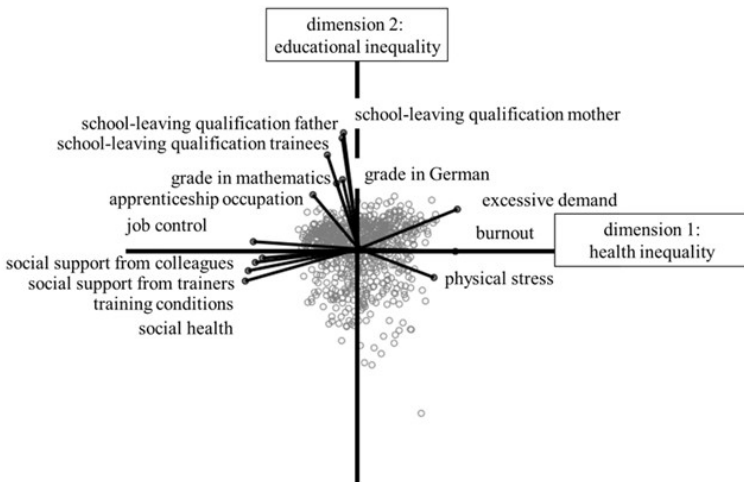 dimension 2:
educational inequality
school-leaving qualification mother
school-leaving qualification father
school-leaving qualification trainees
grade in mathematics
grade in German
apprenticeship occupation
excessive demand
job control
burnout
dimension 1:
health inequality
social support from colleagues
social support from trainers
physical stress
training conditions
social health